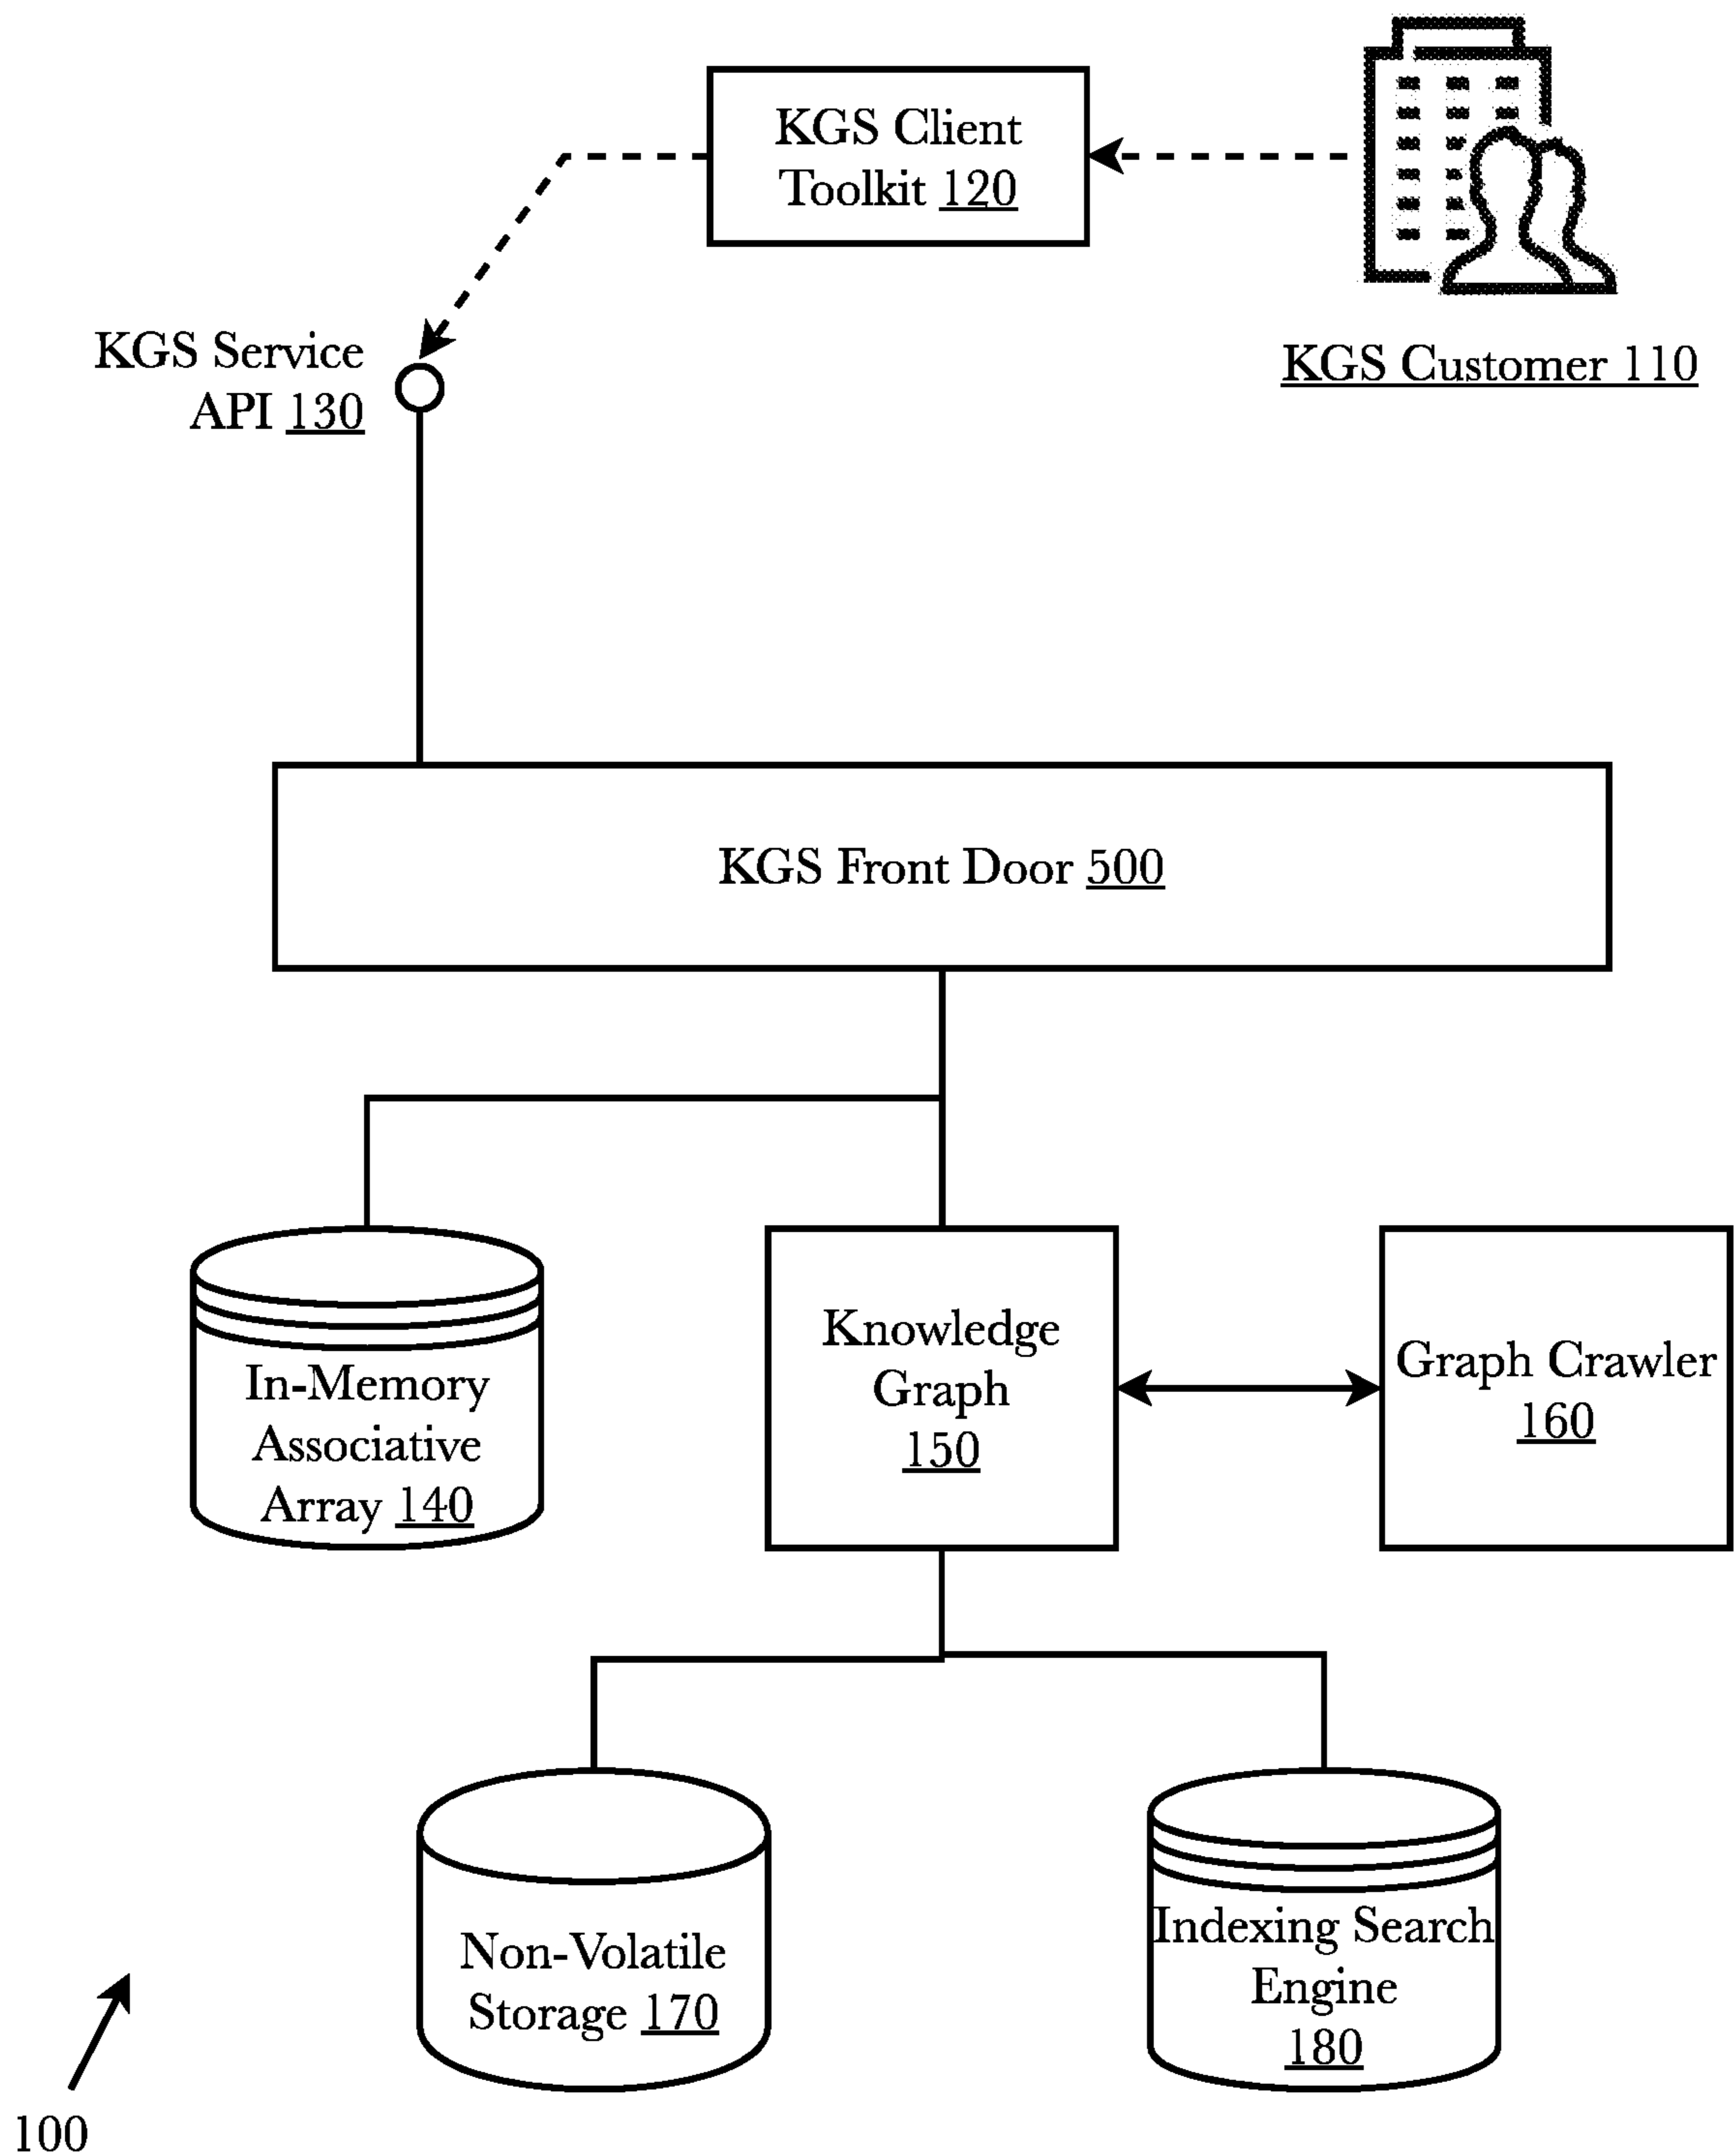 KGS Client
Toolkit 120
KGS Service
API 130
KGS Customer 110
KGS Front Door 500
In-Memory
Associative
Array 140
Knowledge
Graph
150
Graph Crawler
160
Non-Volatile
Storage 170
Indexing Search
Engine
180
100